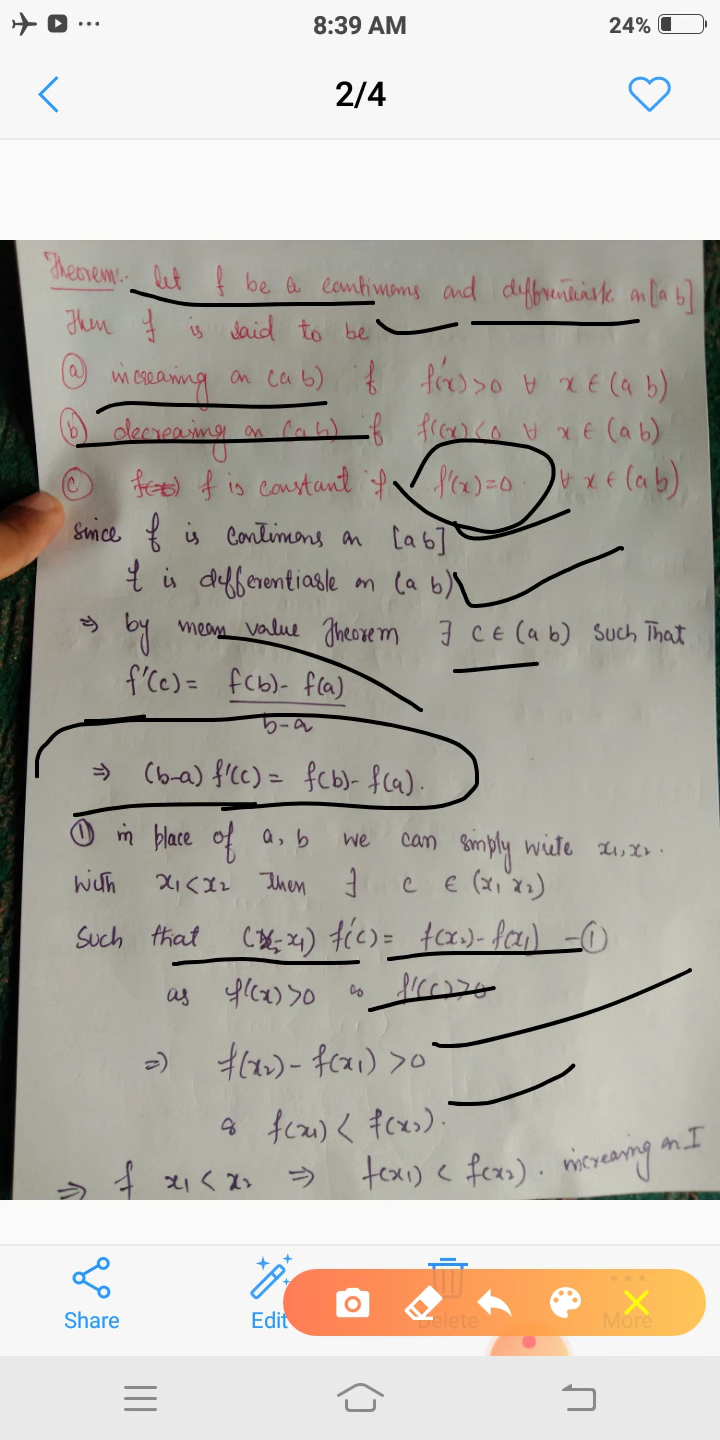 8:39 AM
24%
2/4
Theorem:- let f be a continuous and differentiable on [a b]
Then f is said to be
(a) increasing on (a b) if f'(x)>0 ∀ x ∈ (a b)
(b) decreasing on (a b) if f'(x)<0 ∀ x ∈ (a b)
(c) f is constant if f'(x)=0 ∀ x ∈ (a b)
Since f is continuous on [a b]
f is differentiable on (a b)
⇒ by mean value Theorem ∃ c ∈ (a b) such that
f'(c) = f(b)- f(a)
b-a
⇒ (b-a) f'(c) = f(b)- f(a).
① in place of a, b we can simply write x₁, x₂.
with x₁<x₂ Then ∃ c ∈ (x₁ x₂)
Such that (x₂-x₁) f'(c) = f(x₂)- f(x₁) -①
as f'(x)>0 so f'(c)>0
⇒ f(x₂) - f(x₁) >0
or f(x₁) < f(x₂).
⇒ if x₁ < x₂ ⇒ f(x₁) < f(x₂). increasing on I
Share
Edit
Delete
More